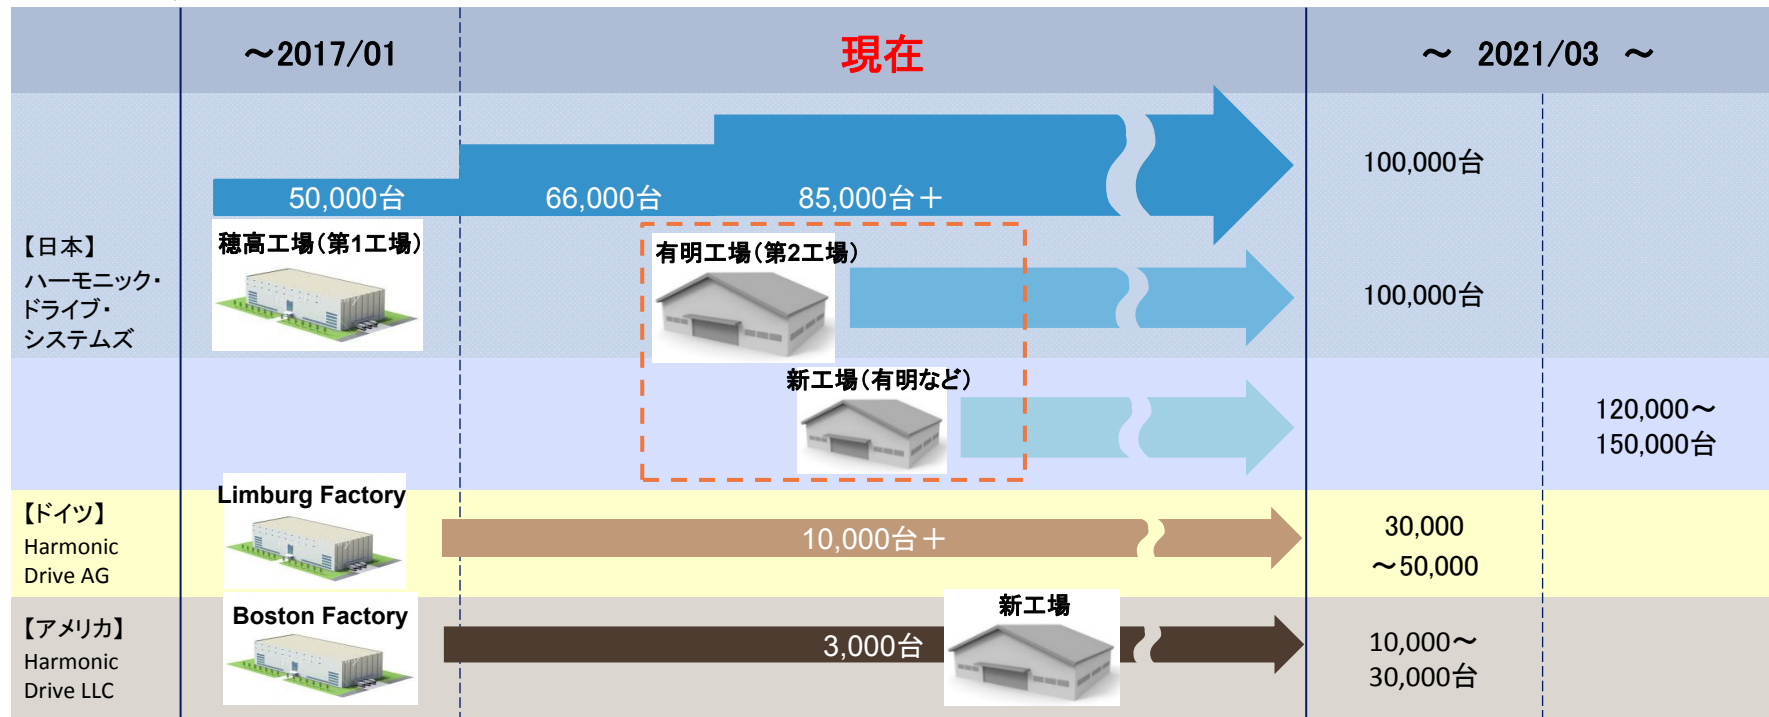 ～2017/01
現在
～ 2021/03 ～
50,000台
66,000台
85,000台＋
100,000台
【日本】
ハーモニック・
ドライブ・
システムズ
穂高工場（第1工場）
有明工場（第2工場）
100,000台
新工場（有明など）
120,000～
150,000台
【ドイツ】
Harmonic
Drive AG
Limburg Factory
10,000台＋
30,000
～50,000
【アメリカ】
Harmonic
Drive LLC
Boston Factory
3,000台
新工場
10,000～
30,000台